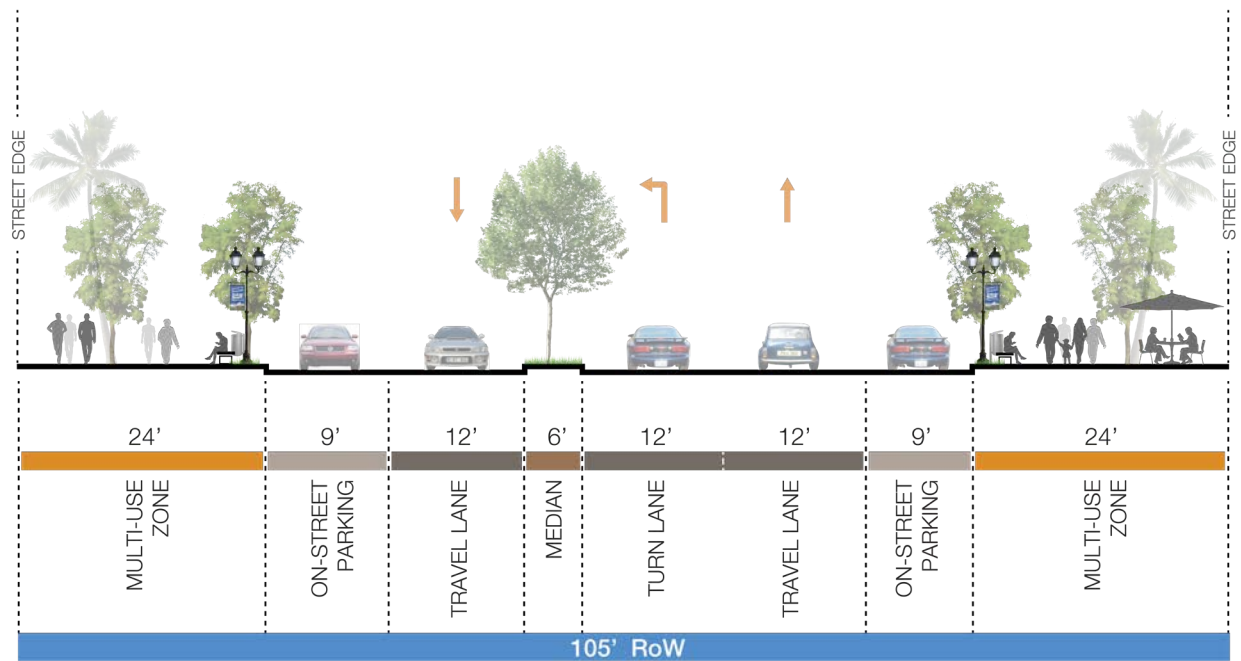 STREET EDGE
STREET EDGE
24’
9’
12’
6’
12’
12’
9’
24’
MULTI-USE
ZONE
ON-STREET
PARKING
TRAVEL LANE
MEDIAN
TURN LANE
TRAVEL LANE
ON-STREET
PARKING
MULTI-USE
ZONE
105’ RoW